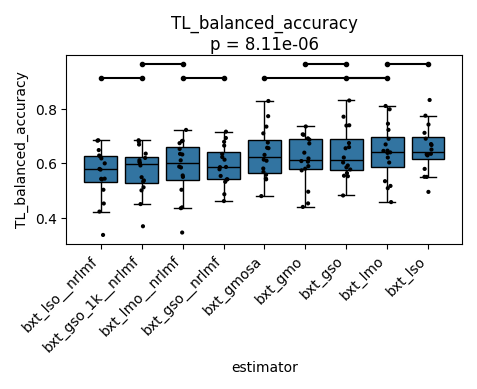 TL_balanced_accuracy
p = 8.11e-06
TL_balanced_accuracy
0.8
0.6
0.4
bxt_lso__nrlmf
bxt_gso_1k__nrlmf
bxt_lmo__nrlmf
bxt_gso__nrlmf
bxt_gmosa
bxt_gmo
bxt_gso
bxt_lmo
bxt_lso
estimator